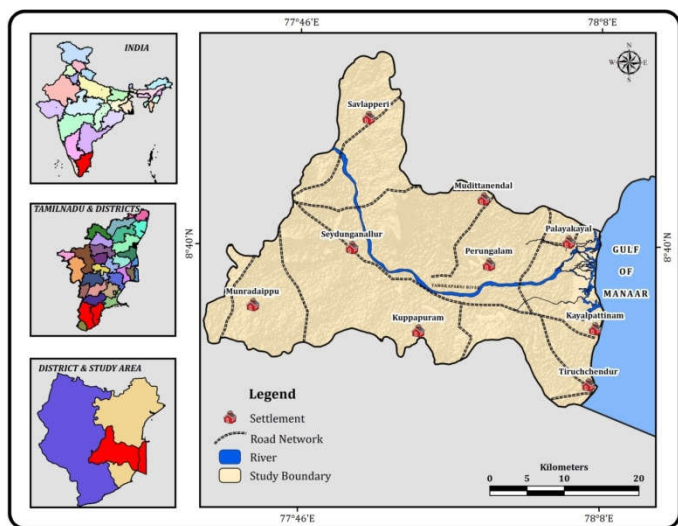 INDIA
TAMILNADU & DISTRICTS
DISTRICT & STUDY AREA
77°46'E
78°8'E
N
W
E
S
8°40'N
8°40'N
Savlapperi
Mudittanendal
Seydunganallur
Palayakayal
Perungalam
GULF
OF
MANAAR
TAMRAPARNI RIVER
Munradaippu
Kuppapuram
Kayalpattinam
Tiruchchendur
Legend
Settlement
Road Network
River
Study Boundary
Kilometers
0 5 10 20
77°46'E
78°8'E